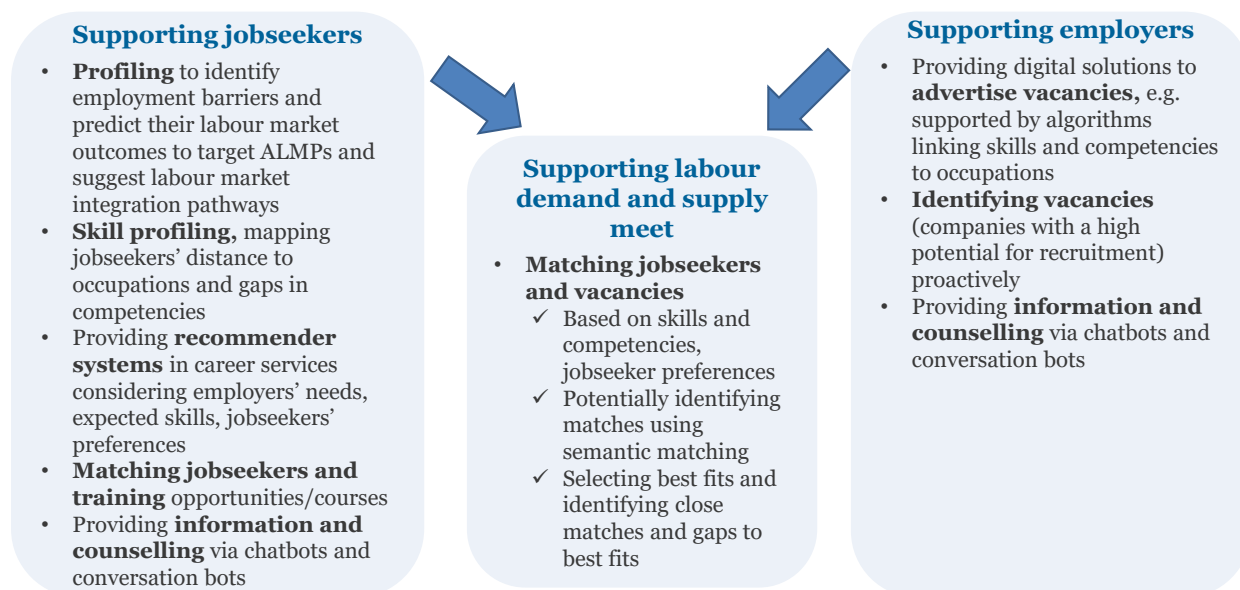 Supporting jobseekers
• Profiling to identify
employment barriers and
predict their labour market
outcomes to target ALMPs and
suggest labour market
integration pathways
• Skill profiling, mapping
jobseekers’ distance to
occupations and gaps in
competencies
• Providing recommender
systems in career services
considering employers’ needs,
expected skills, jobseekers’
preferences
• Matching jobseekers and
training opportunities/courses
• Providing information and
counselling via chatbots and
conversation bots
Supporting labour
demand and supply
meet
• Matching jobseekers
and vacancies
✓ Based on skills and
competencies,
jobseeker preferences
✓ Potentially identifying
matches using
semantic matching
✓ Selecting best fits and
identifying close
matches and gaps to
best fits
Supporting employers
• Providing digital solutions to
advertise vacancies, e.g.
supported by algorithms
linking skills and competencies
to occupations
• Identifying vacancies
(companies with a high
potential for recruitment)
proactively
• Providing information and
counselling via chatbots and
conversation bots